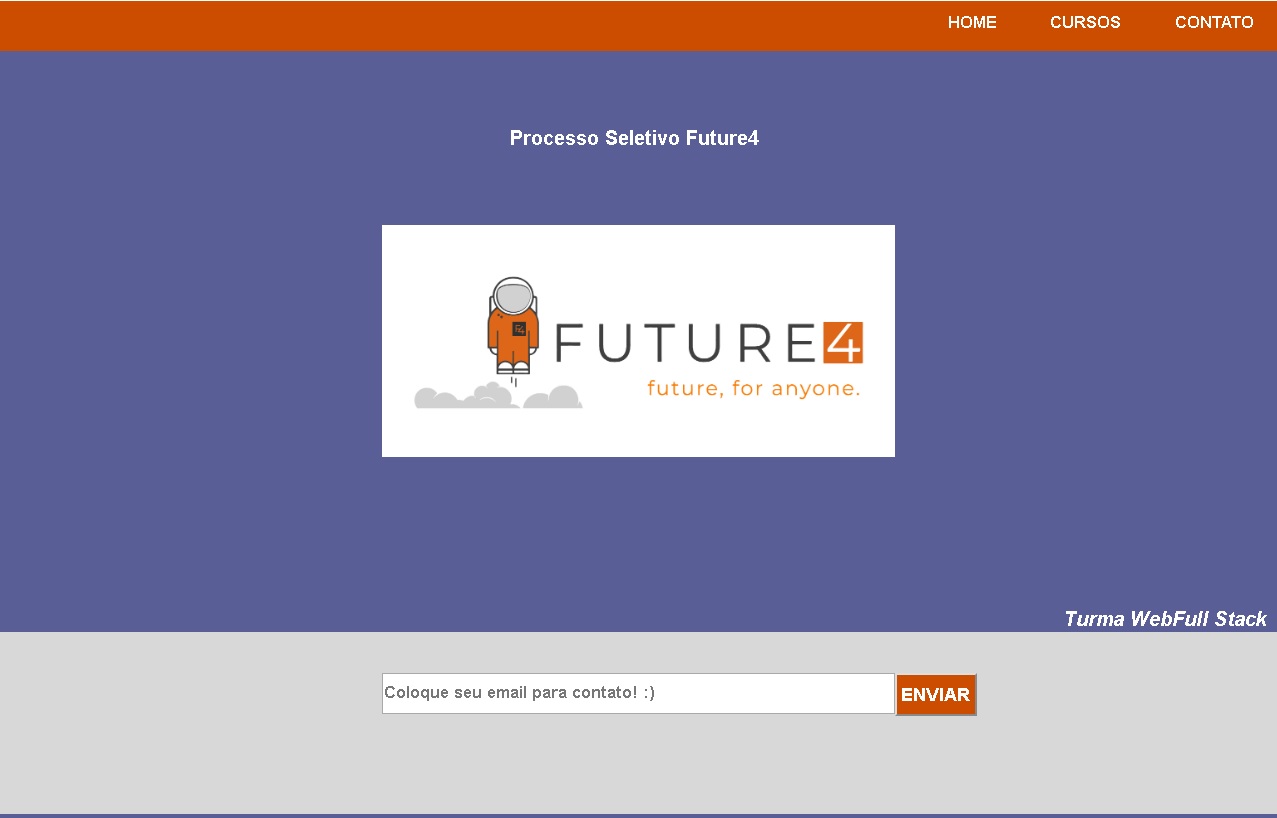 HOME CURSOS CONTATO
Processo Seletivo Future4
FUTURE4
future, for anyone.
Turma WebFull Stack
Coloque seu email para contato! :) ENVIAR